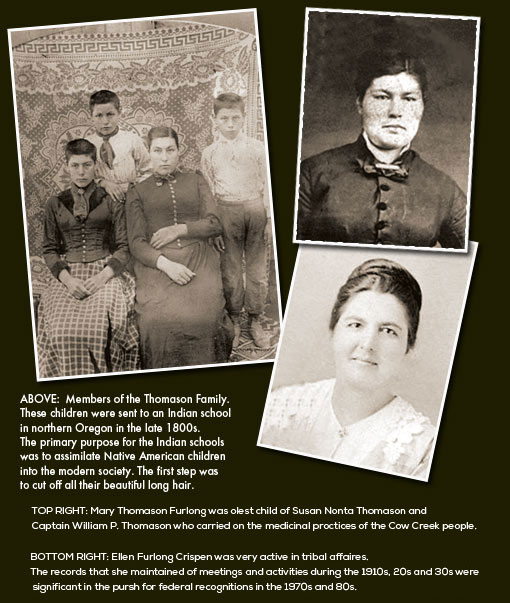 ABOVE:  Members of the Thomason Family.
These children were sent to an Indian school
in northern Oregon in the late 1800s.
The primary purpose for the Indian schools
was to assimilate Native American children
into the modern society. The first step was
to cut off all their beautiful long hair.
TOP RIGHT: Mary Thomason Furlong was olest child of Susan Nonta Thomason and
Captain William P. Thomason who carried on the medicinal proctices of the Cow Creek people.
BOTTOM RIGHT: Ellen Furlong Crispen was very active in tribal affaires.
The records that she maintained of meetings and activities during the 1910s, 20s and 30s were
significant in the pursh for federal recognitions in the 1970s and 80s.